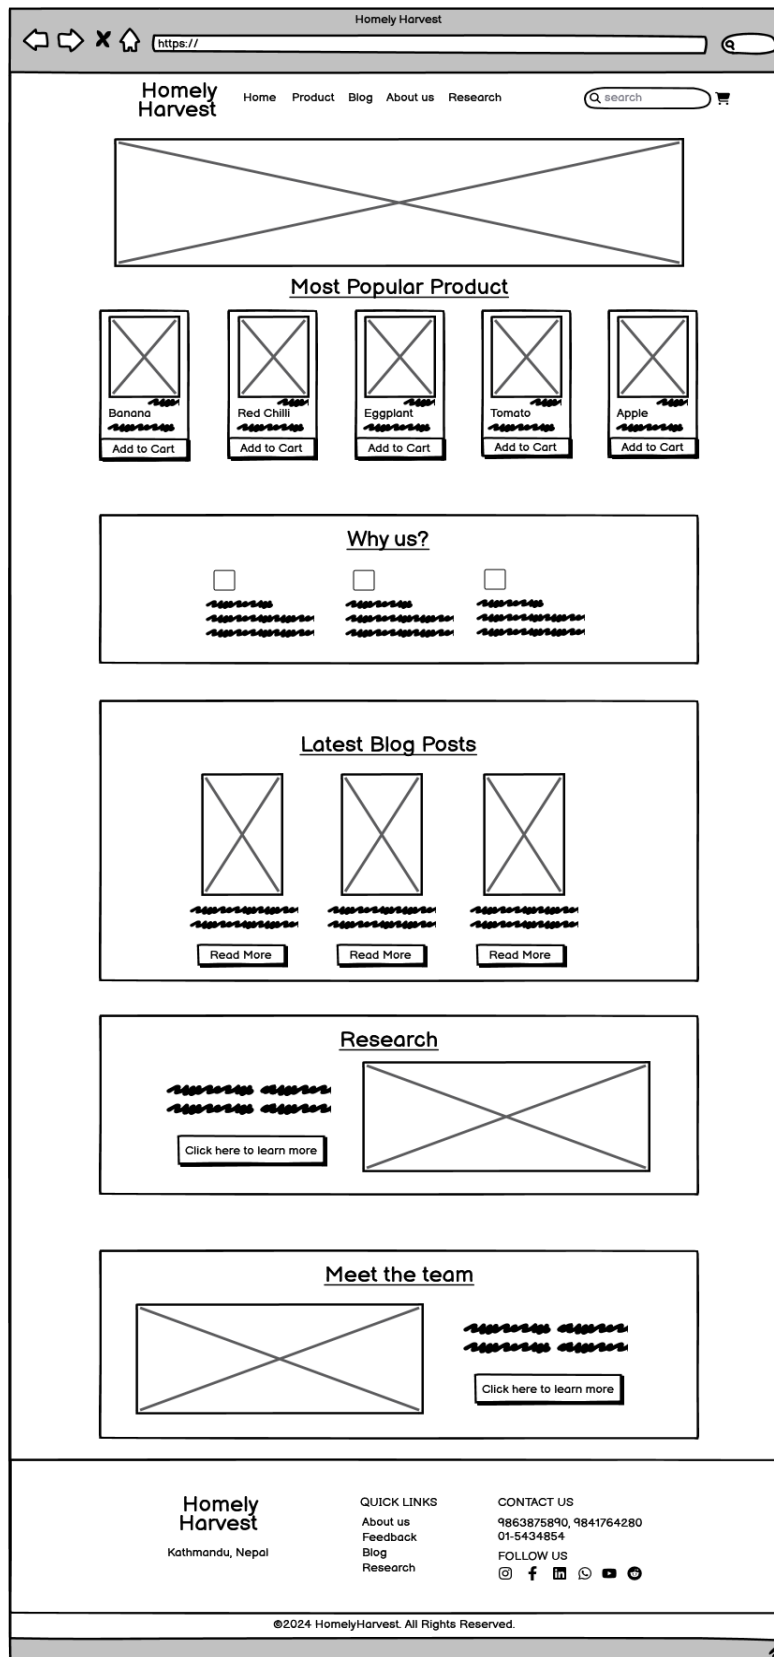 Homely Harvest
https://
Homely
Harvest
Home Product Blog About us Research
search
Most Popular Product
Banana
Red Chilli
Eggplant
Tomato
Apple
Add to Cart
Add to Cart
Add to Cart
Add to Cart
Add to Cart
Why us?
Latest Blog Posts
Read More
Read More
Read More
Research
Click here to learn more
Meet the team
Click here to learn more
Homely
Harvest
Kathmandu, Nepal
QUICK LINKS
About us
Feedback
Blog
Research
CONTACT US
9863875890, 9841764280
01-5434854
FOLLOW US
©2024 HomelyHarvest. All Rights Reserved.